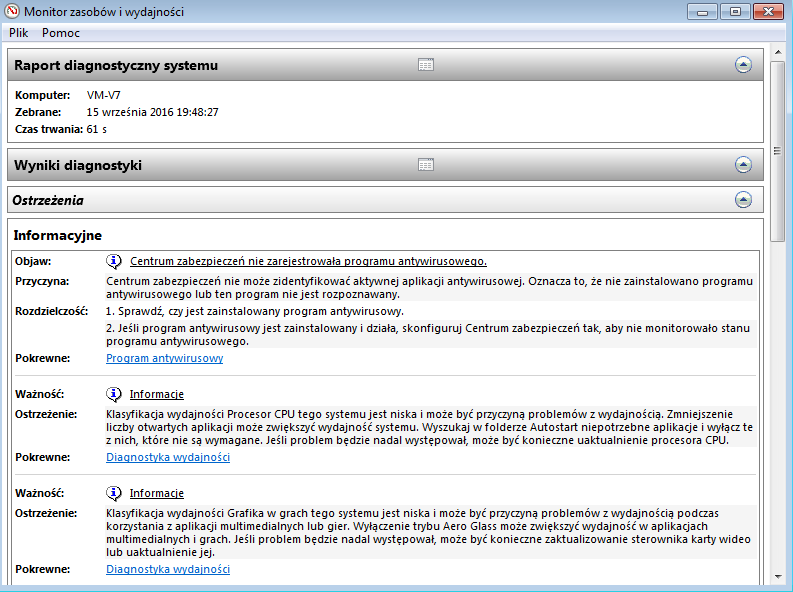 Monitor zasobów i wydajności
Plik Pomoc
Raport diagnostyczny systemu
Komputer: VM-V7
Zebrane: 15 września 2016 19:48:27
Czas trwania: 61 s
Wyniki diagnostyki
Ostrzeżenia
Informacyjne
Objaw: Centrum zabezpieczeń nie zarejestrowała programu antywirusowego.
Przyczyna: Centrum zabezpieczeń nie może zidentyfikować aktywnej aplikacji antywirusowej. Oznacza to, że nie zainstalowano programu
antywirusowego lub ten program nie jest rozpoznawany.
Rozdzielczość: 1. Sprawdź, czy jest zainstalowany program antywirusowy.
2. Jeśli program antywirusowy jest zainstalowany i działa, skonfiguruj Centrum zabezpieczeń tak, aby nie monitorowało stanu
programu antywirusowego.
Pokrewne: Program antywirusowy
Ważność: Informacje
Ostrzeżenie: Klasyfikacja wydajności Procesor CPU tego systemu jest niska i może być przyczyną problemów z wydajnością. Zmniejszenie
liczby otwartych aplikacji może zwiększyć wydajność systemu. Wyszukaj w folderze Autostart niepotrzebne aplikacje i wyłącz te
z nich, które nie są wymagane. Jeśli problem będzie nadal występował, może być konieczne uaktualnienie procesora CPU.
Pokrewne: Diagnostyka wydajności
Ważność: Informacje
Ostrzeżenie: Klasyfikacja wydajności Grafika w grach tego systemu jest niska i może być przyczyną problemów z wydajnością podczas
korzystania z aplikacji multimedialnych lub gier. Wyłączenie trybu Aero Glass może zwiększyć wydajność w aplikacjach
multimedialnych i grach. Jeśli problem będzie nadal występował, może być konieczne zaktualizowanie sterownika karty wideo
lub uaktualnienie jej.
Pokrewne: Diagnostyka wydajności